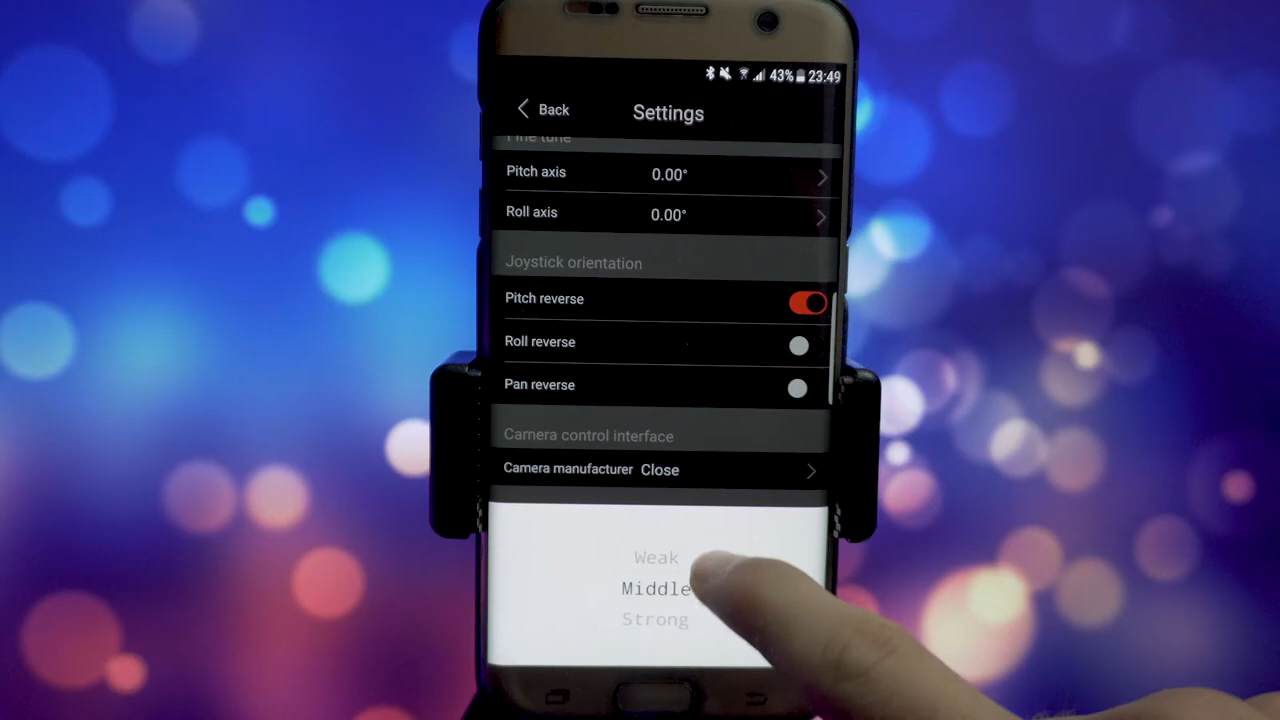 43% 23:49
Back Settings
Fine tune
Pitch axis 0.00°
Roll axis 0.00°
Joystick orientation
Pitch reverse
Roll reverse
Pan reverse
Camera control interface
Camera manufacturer Close
Weak
Middle
Strong